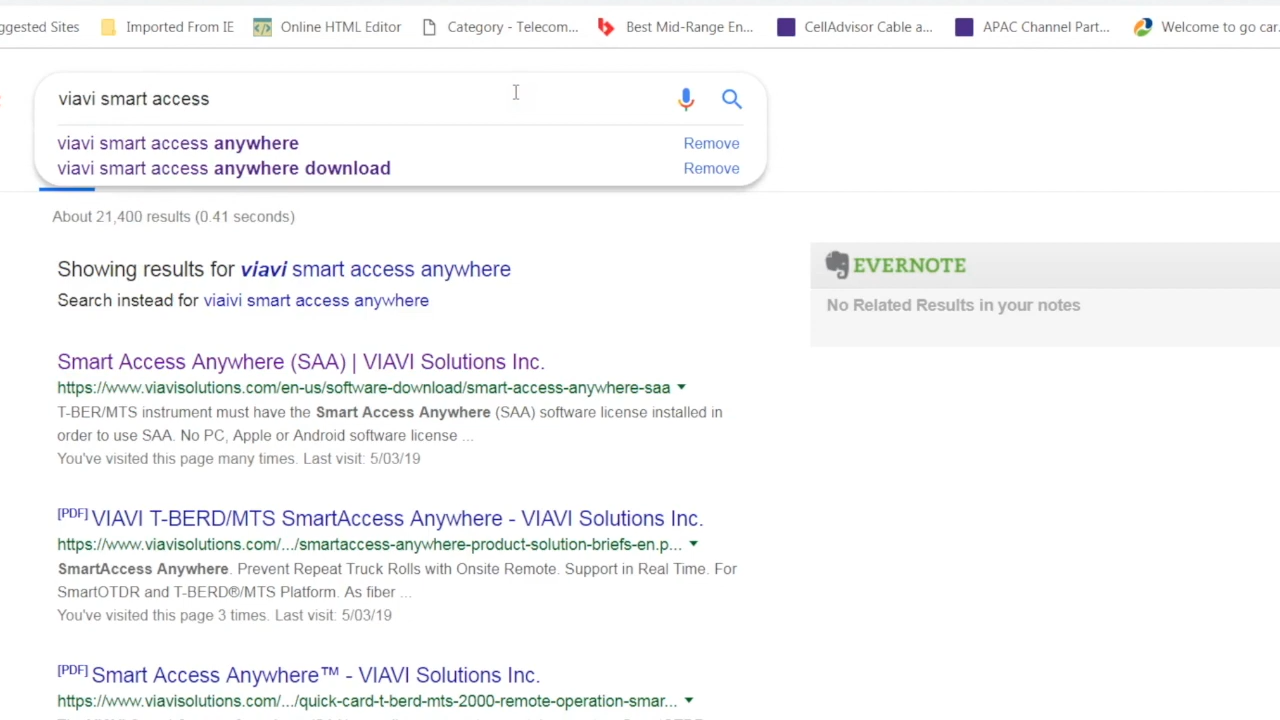 ggested Sites Imported From IE Online HTML Editor Category - Telecom... Best Mid-Range En... CellAdvisor Cable a... APAC Channel Part... Welcome to go car.
viavi smart access
viavi smart access anywhere Remove
viavi smart access anywhere download Remove
About 21,400 results (0.41 seconds)
Showing results for viavi smart access anywhere
Search instead for viaivi smart access anywhere
EVERNOTE
No Related Results in your notes
Smart Access Anywhere (SAA) | VIAVI Solutions Inc.
https://www.viavisolutions.com/en-us/software-download/smart-access-anywhere-saa
T-BER/MTS instrument must have the Smart Access Anywhere (SAA) software license installed in
order to use SAA. No PC, Apple or Android software license ...
You've visited this page many times. Last visit: 5/03/19
[PDF] VIAVI T-BERD/MTS SmartAccess Anywhere - VIAVI Solutions Inc.
https://www.viavisolutions.com/.../smartaccess-anywhere-product-solution-briefs-en.p...
SmartAccess Anywhere. Prevent Repeat Truck Rolls with Onsite Remote. Support in Real Time. For
SmartOTDR and T-BERD®/MTS Platform. As fiber ...
You've visited this page 3 times. Last visit: 5/03/19
[PDF] Smart Access Anywhere™ - VIAVI Solutions Inc.
https://www.viavisolutions.com/.../quick-card-t-berd-mts-2000-remote-operation-smar...